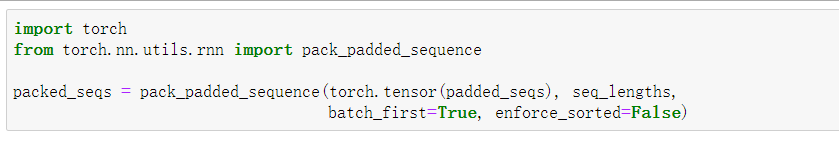 import torch
from torch.nn.utils.rnn import pack_padded_sequence
packed_seqs = pack_padded_sequence(torch.tensor(padded_seqs), seq_lengths,
batch_first=True, enforce_sorted=False)